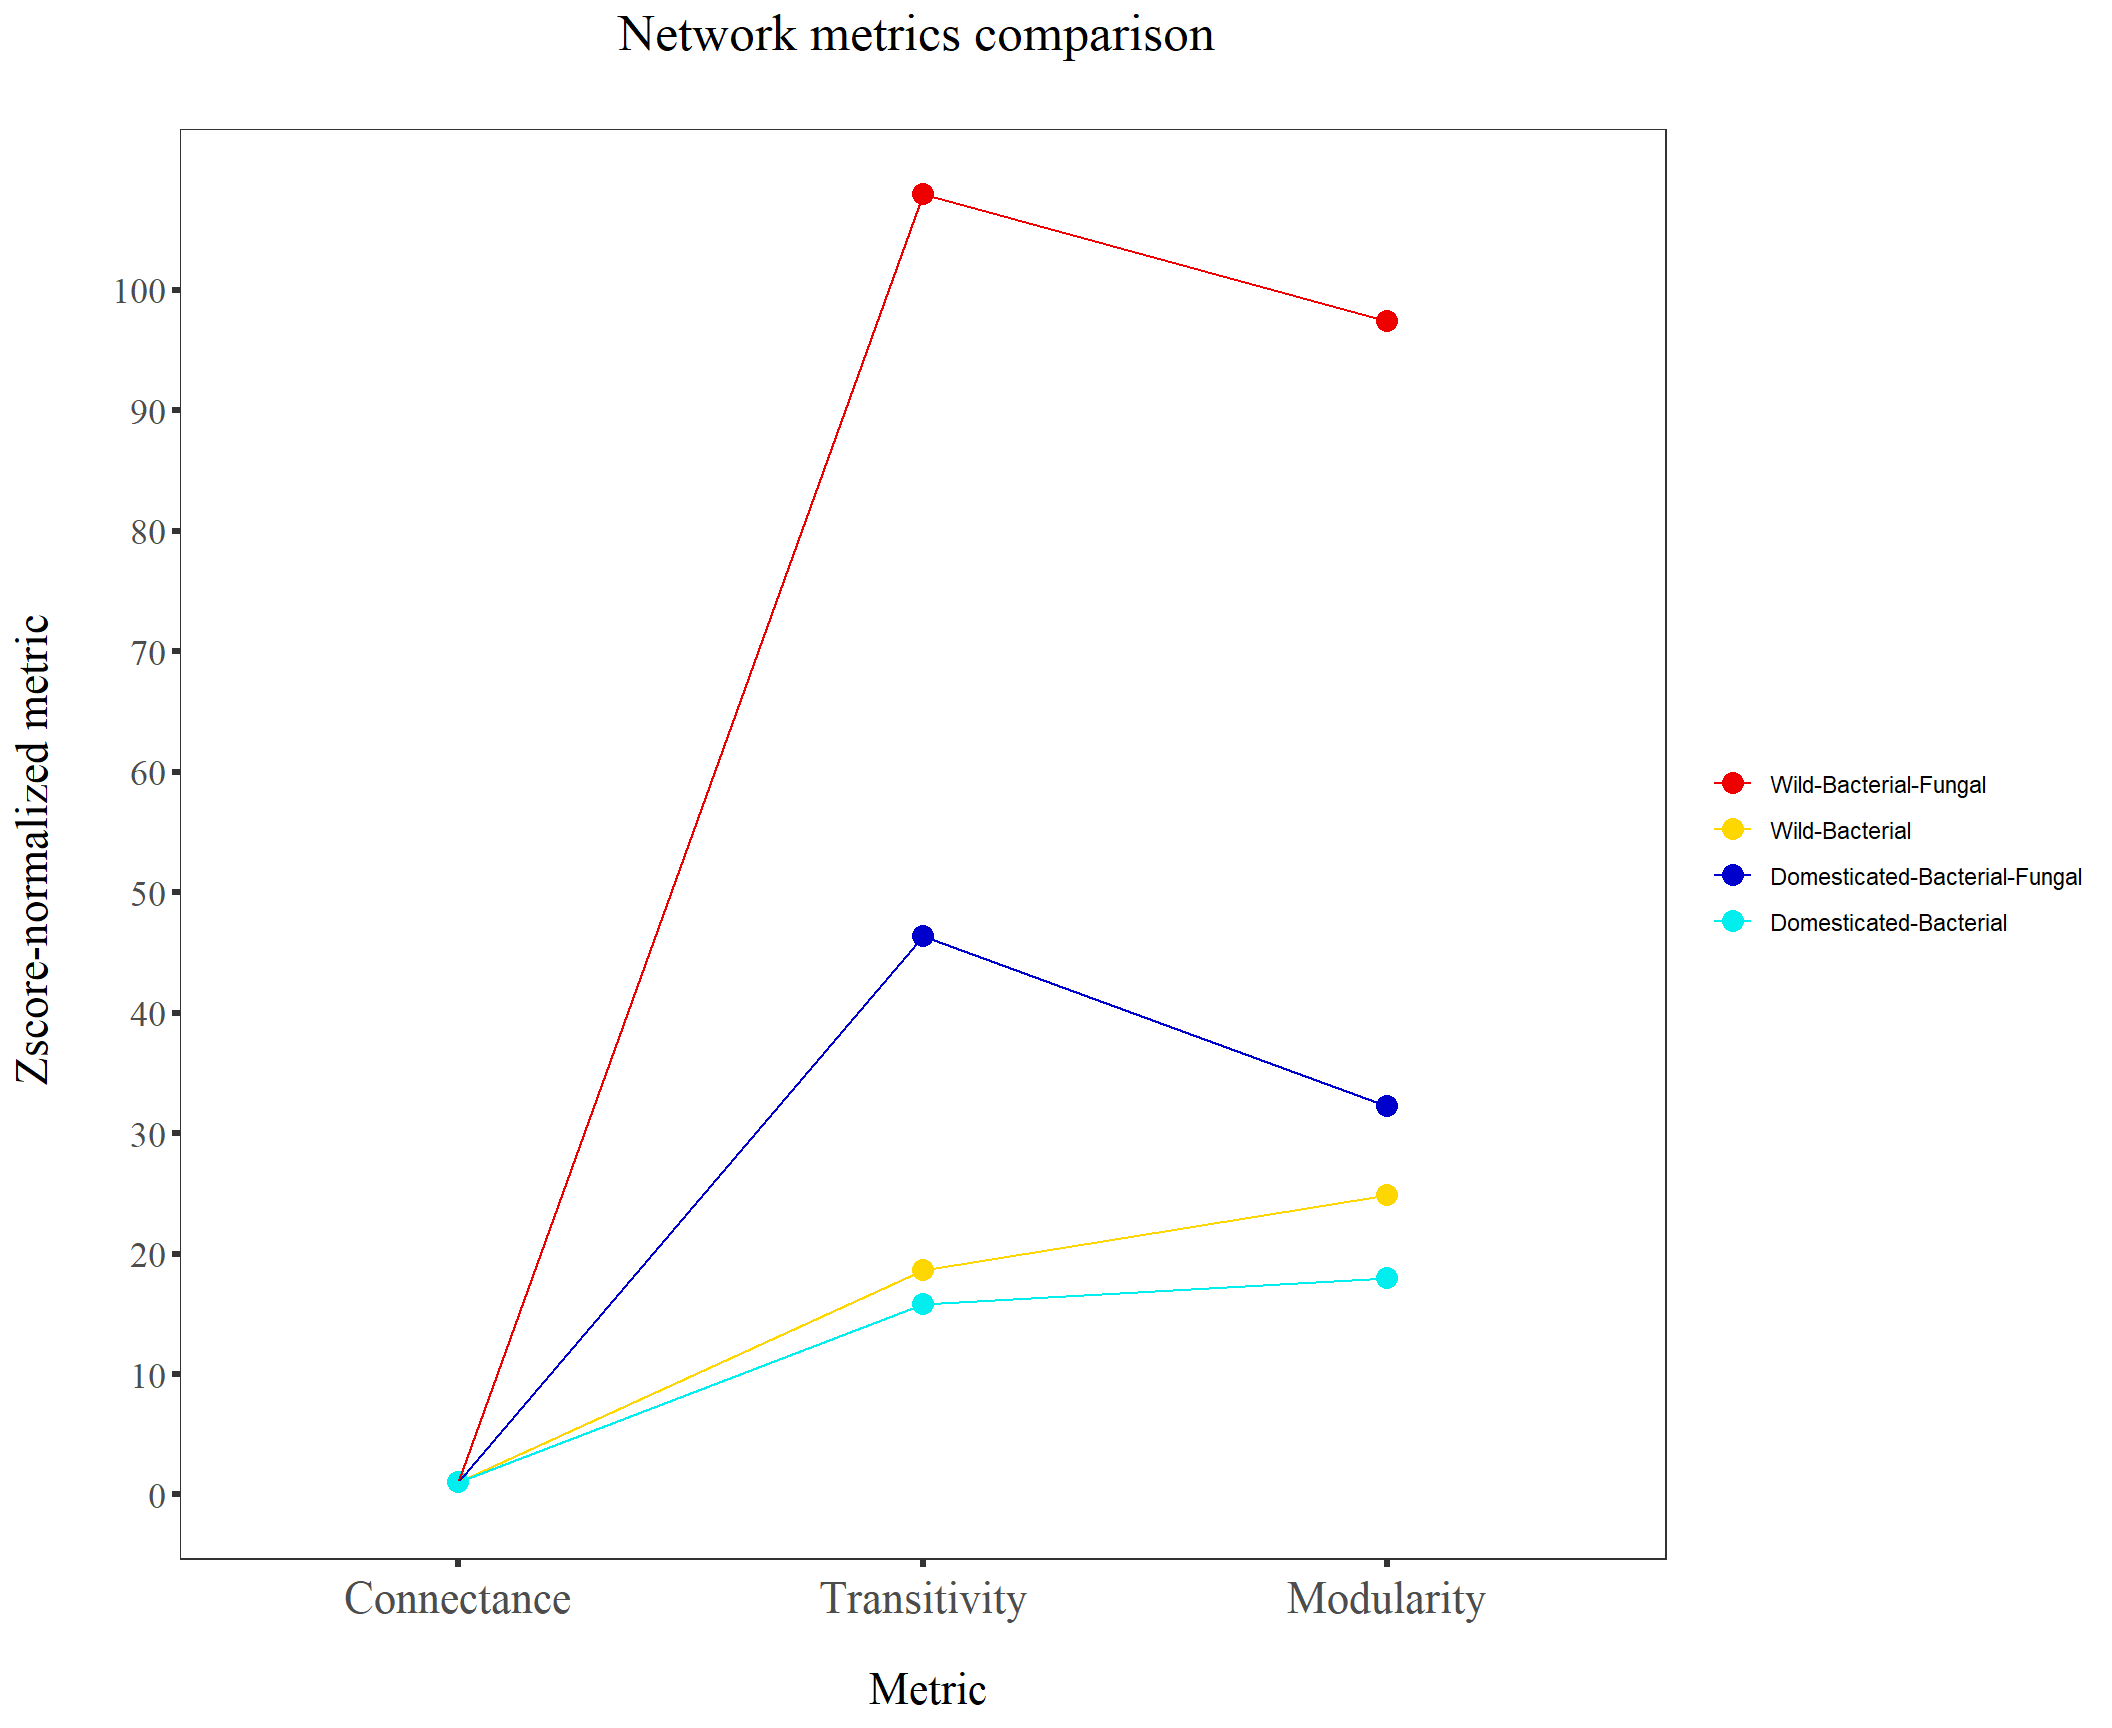 Network metrics comparison
Zscore-normalized metric
100
90
80
70
60
50
40
30
20
10
0
Connectance
Transitivity
Modularity
Metric
Wild-Bacterial-Fungal
Wild-Bacterial
Domesticated-Bacterial-Fungal
Domesticated-Bacterial